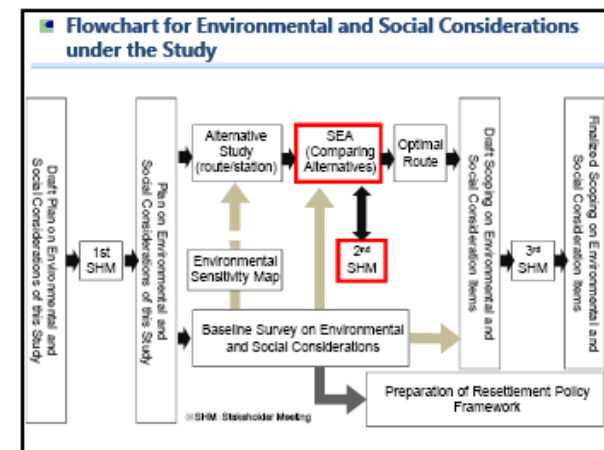 Flowchart for Environmental and Social Considerations
under the Study
Draft Plan on Environmental and
Social Considerations of this Study
1st
SHM
Plan on Environmental and
Social Considerations of this Study
Alternative
Study
(route/station)
SEA
(Comparing
Alternatives)
Optimal
Route
Environmental
Sensitivity Map
2nd
SHM
Baseline Survey on Environmental
and Social Considerations
Draft Scoping on Environmental and
Social Consideration Items
3rd
SHM
Finalized Scoping on Environmental and
Social Consideration Items
Preparation of Resettlement Policy
Framework
※SHM: Stakeholder Meeting